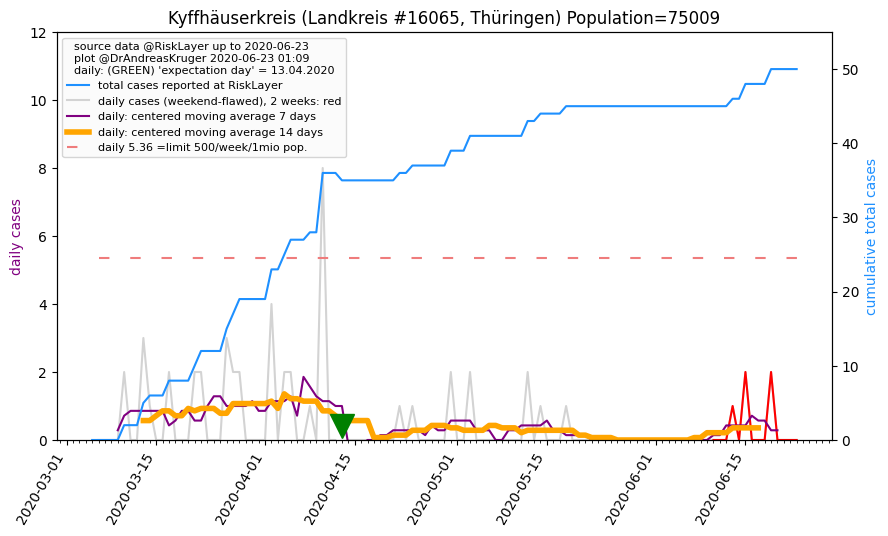 Kyffhäuserkreis (Landkreis #16065, Thüringen) Population=75009
source data @RiskLayer up to 2020-06-23
plot @DrAndreasKruger 2020-06-23 01:09
daily: (GREEN) 'expectation day' = 13.04.2020
total cases reported at RiskLayer
daily cases (weekend-flawed), 2 weeks: red
daily: centered moving average 7 days
daily: centered moving average 14 days
daily 5.36 =limit 500/week/1mio pop.
daily cases
12
10
8
6
4
2
0
cumulative total cases
50
40
30
20
10
0
2020-03-01
2020-03-15
2020-04-01
2020-04-15
2020-05-01
2020-05-15
2020-06-01
2020-06-15